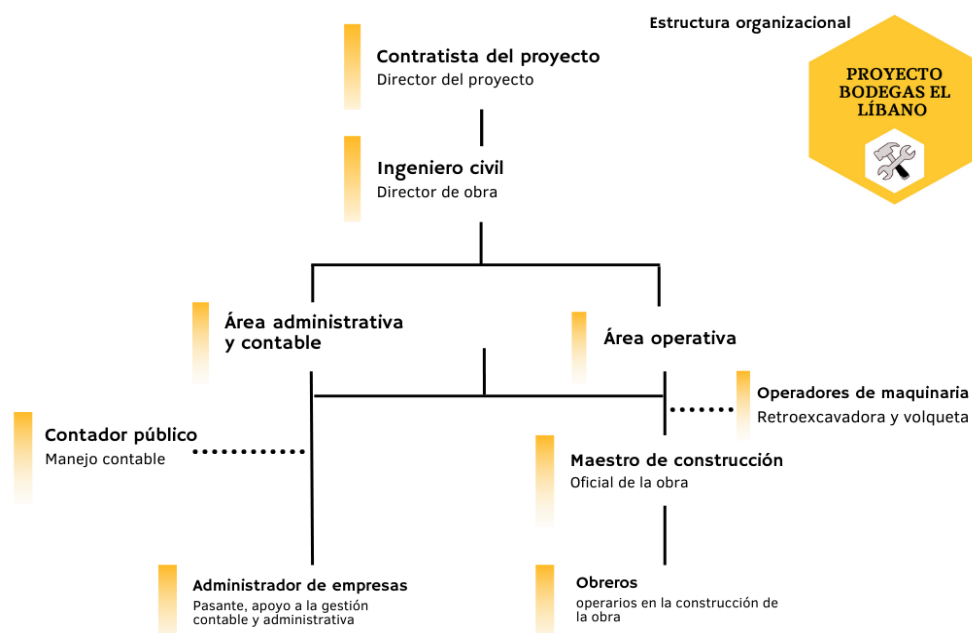 Estructura organizacional
PROYECTO
BODEGAS EL
LÍBANO
Contratista del proyecto
Director del proyecto
Ingeniero civil
Director de obra
Área administrativa
y contable
Área operativa
Operadores de maquinaria
Retroexcavadora y volqueta
Contador público
Manejo contable
Maestro de construcción
Oficial de la obra
Administrador de empresas
Pasante, apoyo a la gestión
contable y administrativa
Obreros
operarios en la construcción de
la obra